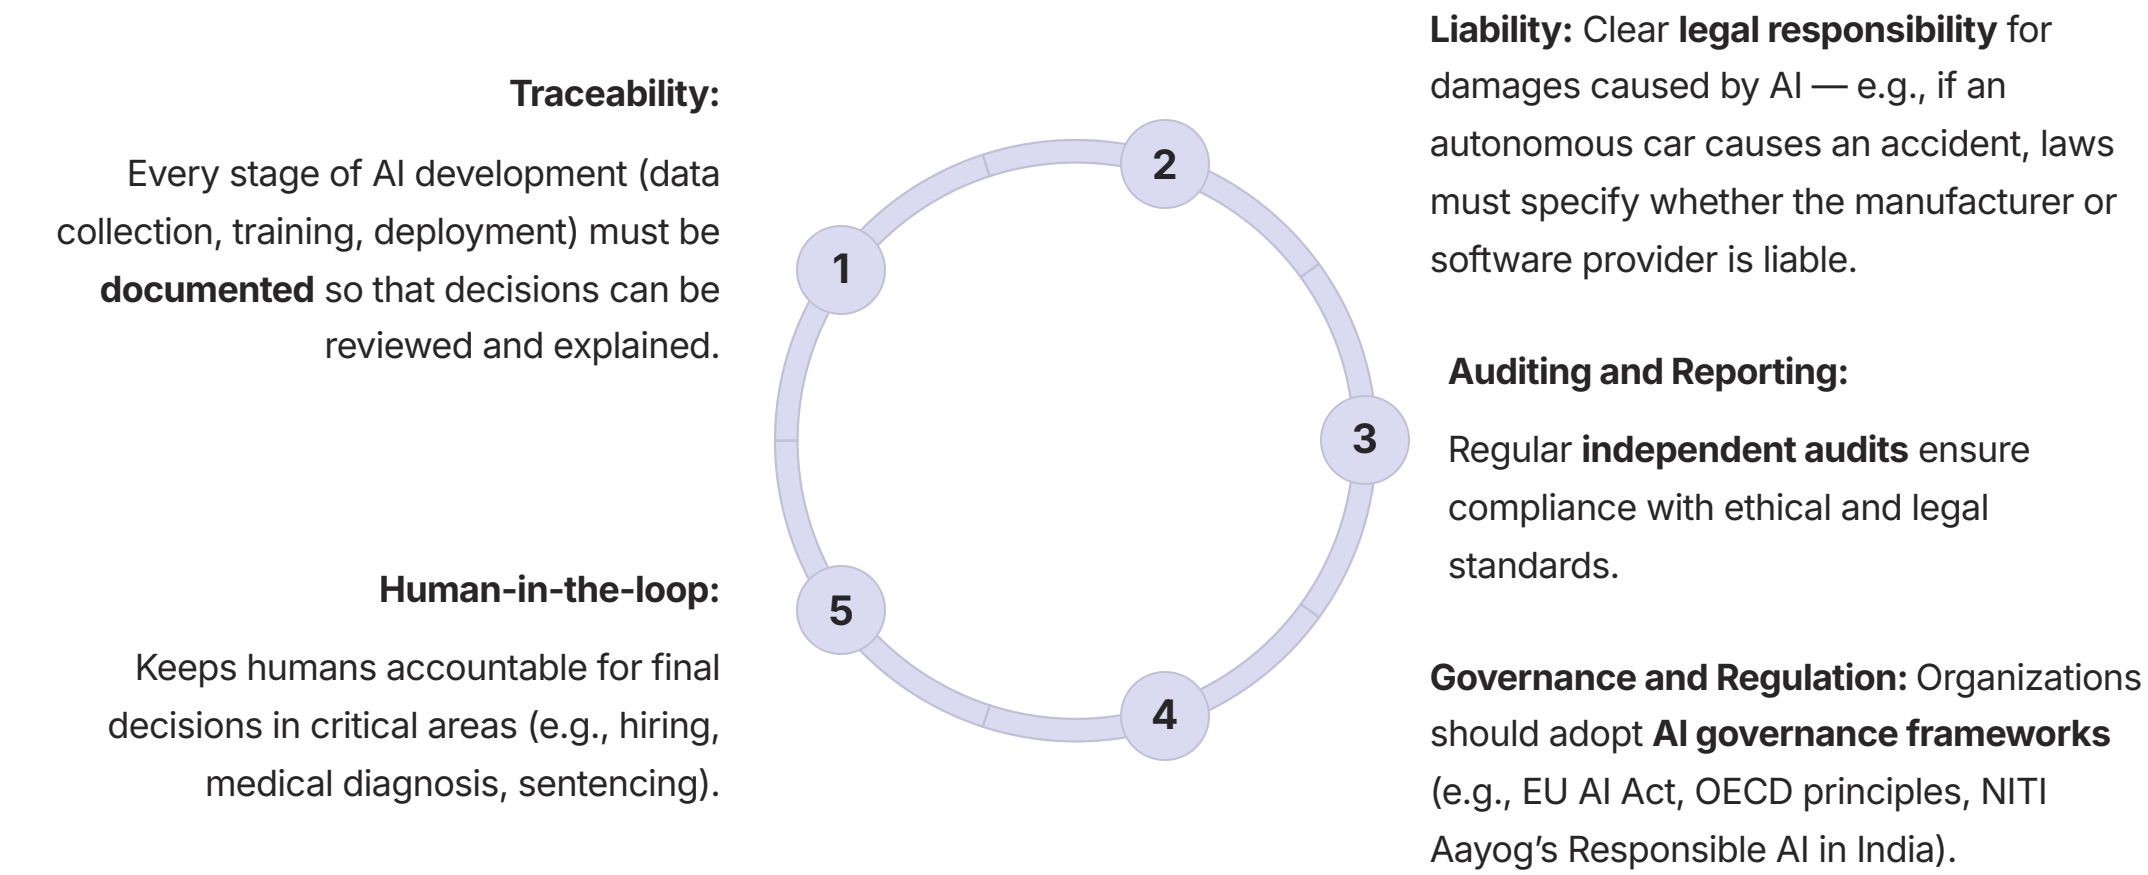 Traceability:
Every stage of AI development (data
collection, training, deployment) must be
documented so that decisions can be
reviewed and explained.
1
2
Liability: Clear legal responsibility for
damages caused by AI — e.g., if an
autonomous car causes an accident, laws
must specify whether the manufacturer or
software provider is liable.
3
Auditing and Reporting:
Regular independent audits ensure
compliance with ethical and legal
standards.
4
Governance and Regulation: Organizations
should adopt AI governance frameworks
(e.g., EU AI Act, OECD principles, NITI
Aayog’s Responsible AI in India).
5
Human-in-the-loop:
Keeps humans accountable for final
decisions in critical areas (e.g., hiring,
medical diagnosis, sentencing).